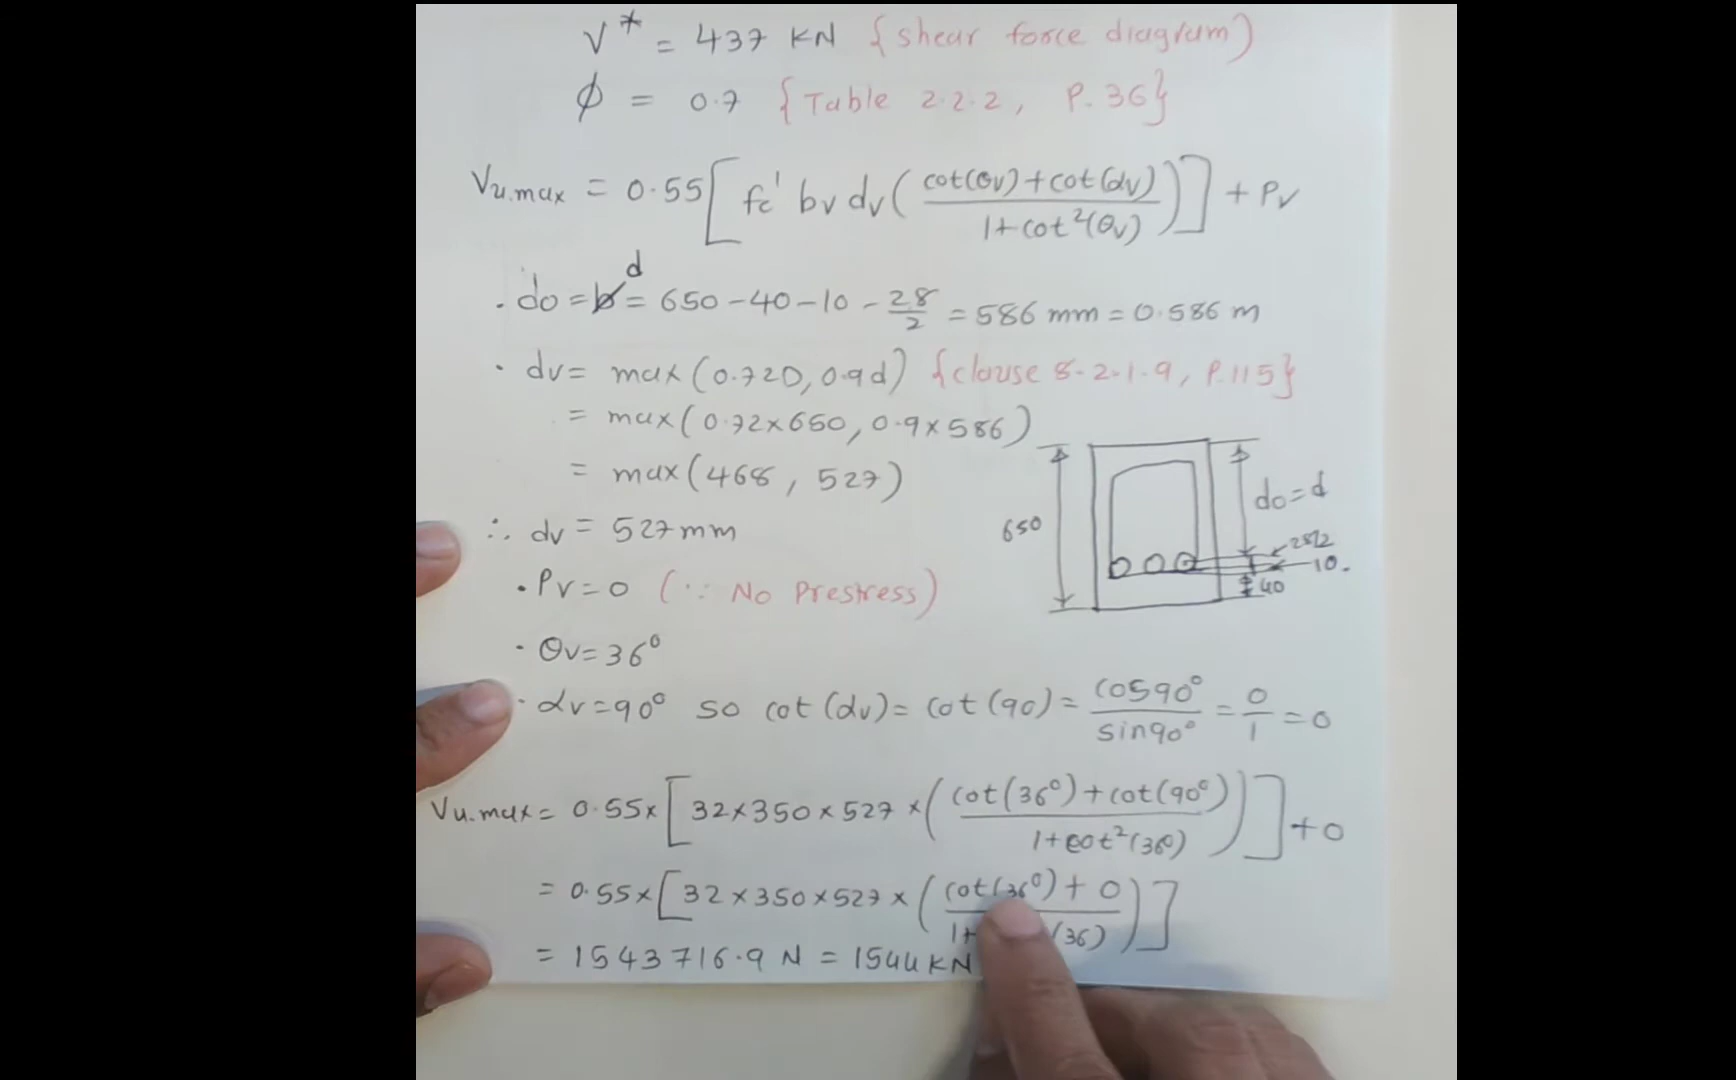 V* = 437 KN {shear force diagram)
ϕ = 0.7 {Table 2.2.2, P.36}
Vu.max = 0.55[fc' bv dv(cot(θv)+cot(αv)/1+cot²(θv))]+Pv
d
· do = b = 650-40-10-28/2 = 586 mm = 0.586 m
· dv = max(0.72D, 0.9d) {clause 8.2.1.9, P.115}
= max(0.72×650, 0.9×586)
= max(468, 527)
∴ dv = 527mm
650
do=d
28/2
10.
40
· Pv=0 (∵ No Prestress)
· θv=36°
· αv=90° so cot(αv)= cot(90)= cos90°/sin90° = 0/1 = 0
Vu.max= 0.55×[32×350×527×(cot(36°)+cot(90°)/1+cot²(36°))]+0
= 0.55×[32×350×527×(cot(36°)+0/1+ (36))]
= 1543716.9 N = 1544KN